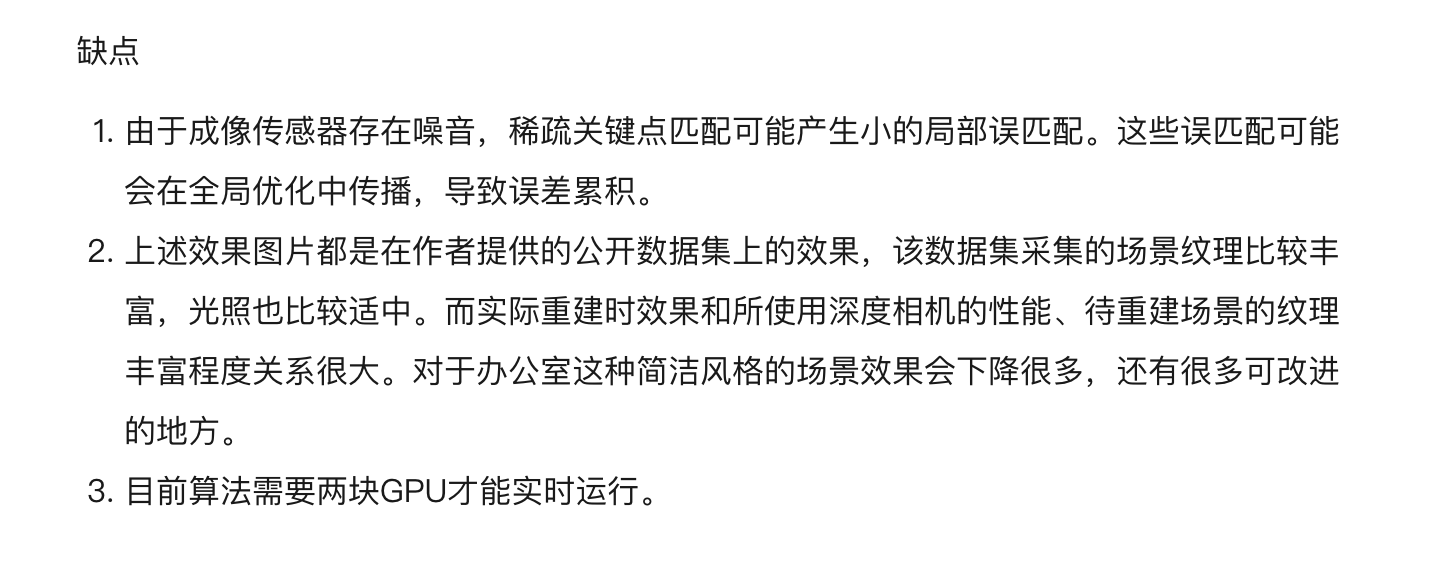 缺点
1. 由于成像传感器存在噪音，稀疏关键点匹配可能产生小的局部误匹配。这些误匹配可能
会在全局优化中传播，导致误差累积。
2. 上述效果图片都是在作者提供的公开数据集上的效果，该数据集采集的场景纹理比较丰
富，光照也比较适中。而实际重建时效果和所使用深度相机的性能、待重建场景的纹理
丰富程度关系很大。对于办公室这种简洁风格的场景效果会下降很多，还有很多可改进
的地方。
3. 目前算法需要两块GPU才能实时运行。